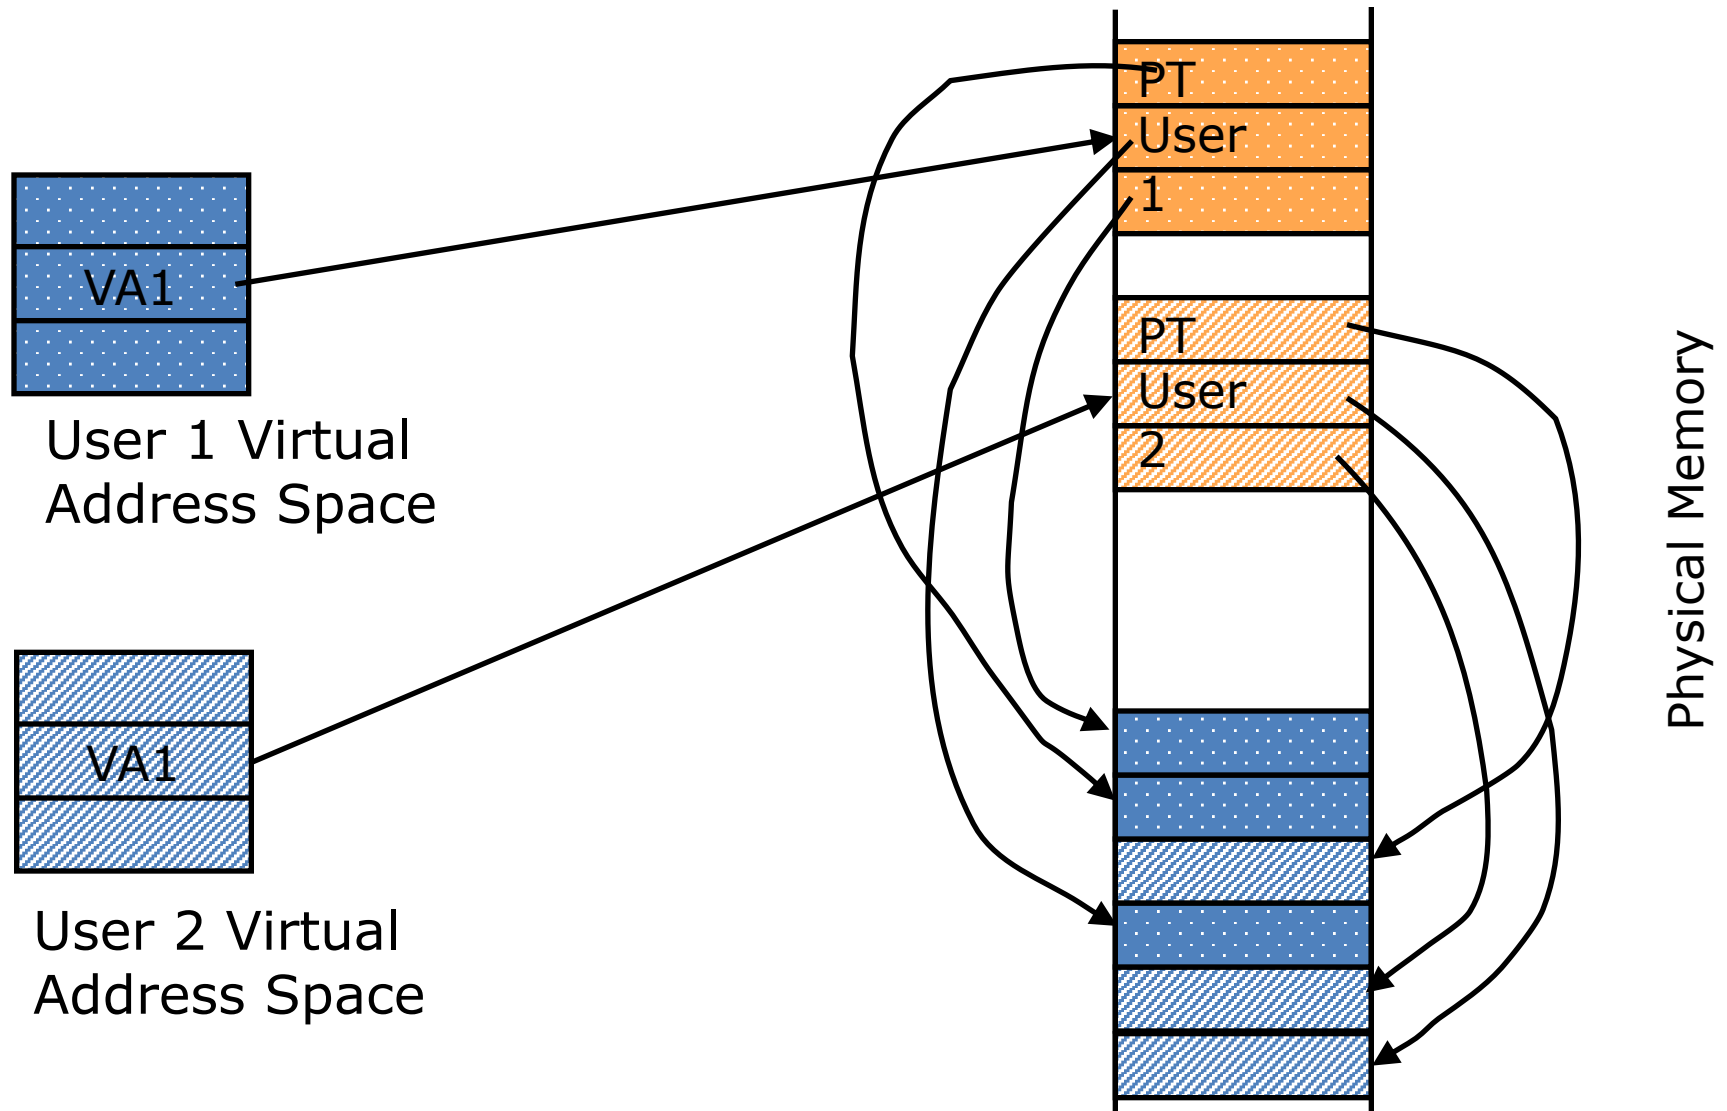 PT
User
1
VA1
User 1 Virtual
Address Space
PT
User
2
VA1
User 2 Virtual
Address Space
Physical Memory